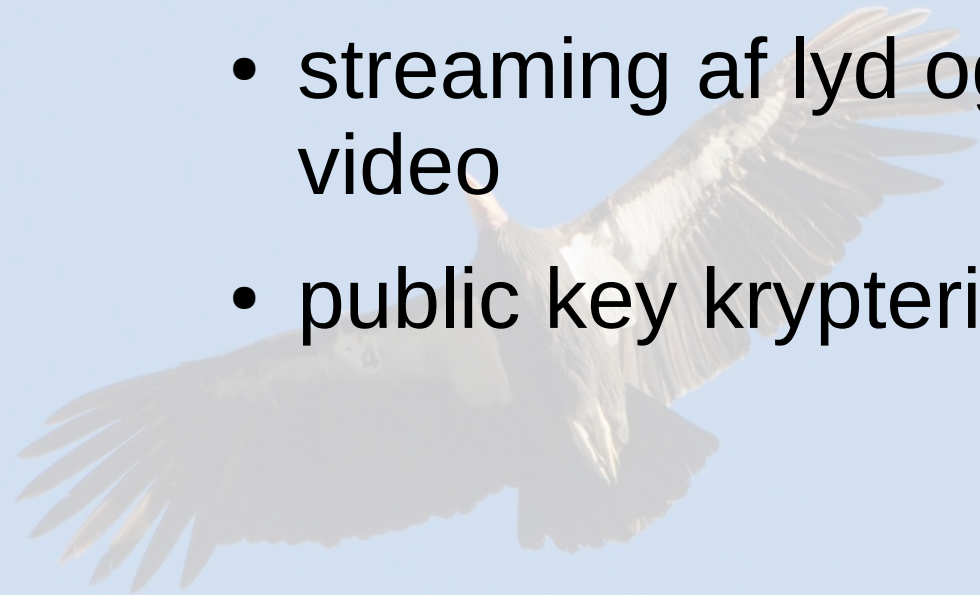 • streaming af lyd og
video
• public key krypteri